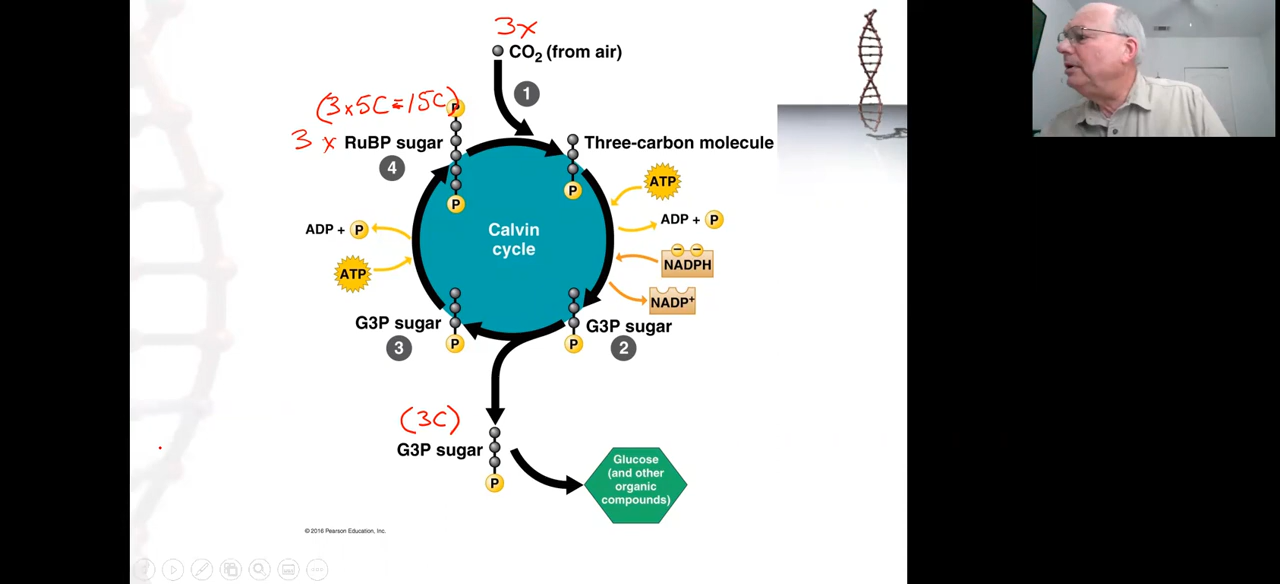 3x
CO₂ (from air)
1
(3x5C=15C)
P
3 x RuBP sugar
4
P
Three-carbon molecule
P
ATP
ADP + P
NADPH
NADP⁺
Calvin
cycle
ADP + P
ATP
G3P sugar
3
P
G3P sugar
2
P
(3C)
G3P sugar
P
Glucose
(and other
organic
compounds)
© 2016 Pearson Education, Inc.